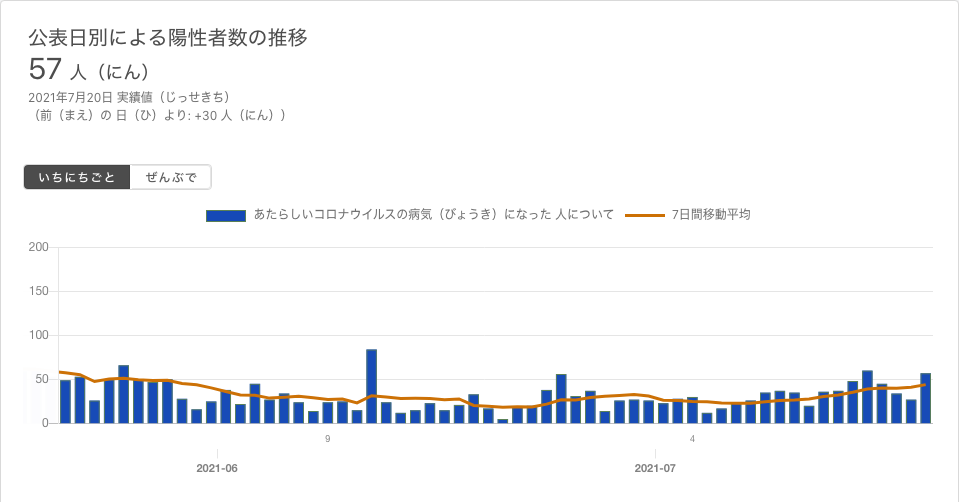 公表日別による陽性者数の推移
57 人（にん）
2021年7月20日 実績値（じっせきち）
（前（まえ）の 日（ひ）より: +30 人（にん））
いちにちごと ぜんぶで
あたらしいコロナウイルスの病気（びょうき）になった 人について 7日間移動平均
200
150
100
50
0
9 4
2021-06 2021-07